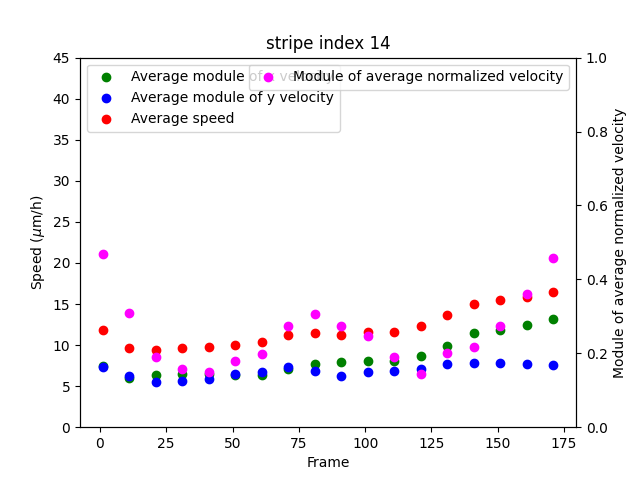 stripe index 14
Average module of
Module of average normalized velocity
Average module of y velocity
Average speed
Speed (μm/h)
Module of average normalized velocity
45
40
35
30
25
20
15
10
5
0
1.0
0.8
0.6
0.4
0.2
0.0
0 25 50 75 100 125 150 175
Frame